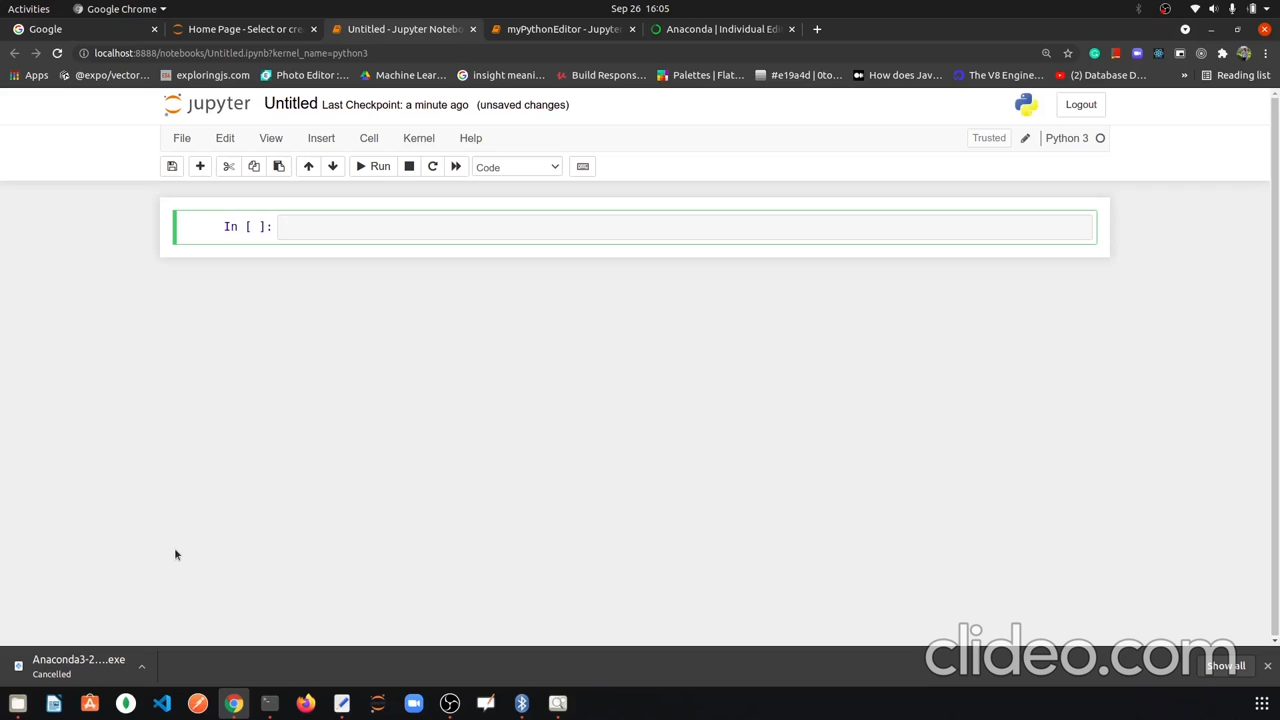 Activities Google Chrome Sep 26 16:05
Google Home Page - Select or cre Untitled - Jupyter Notebo myPythonEditor - Jupyte Anaconda | Individual Edi
localhost:8888/notebooks/Untitled.ipynb?kernel_name=python3
Apps @expo/vector... exploringjs.com Photo Editor :... Machine Lear... insight meani... Build Respons... Palettes | Flat... #e19a4d | 0to... How does Jav... The V8 Engine... (2) Database D... » Reading list
jupyter Untitled Last Checkpoint: a minute ago (unsaved changes) Logout
File Edit View Insert Cell Kernel Help Trusted Python 3
Run Code
In [ ]:
clideo.com
Anaconda3-2....exe
Cancelled
Show all